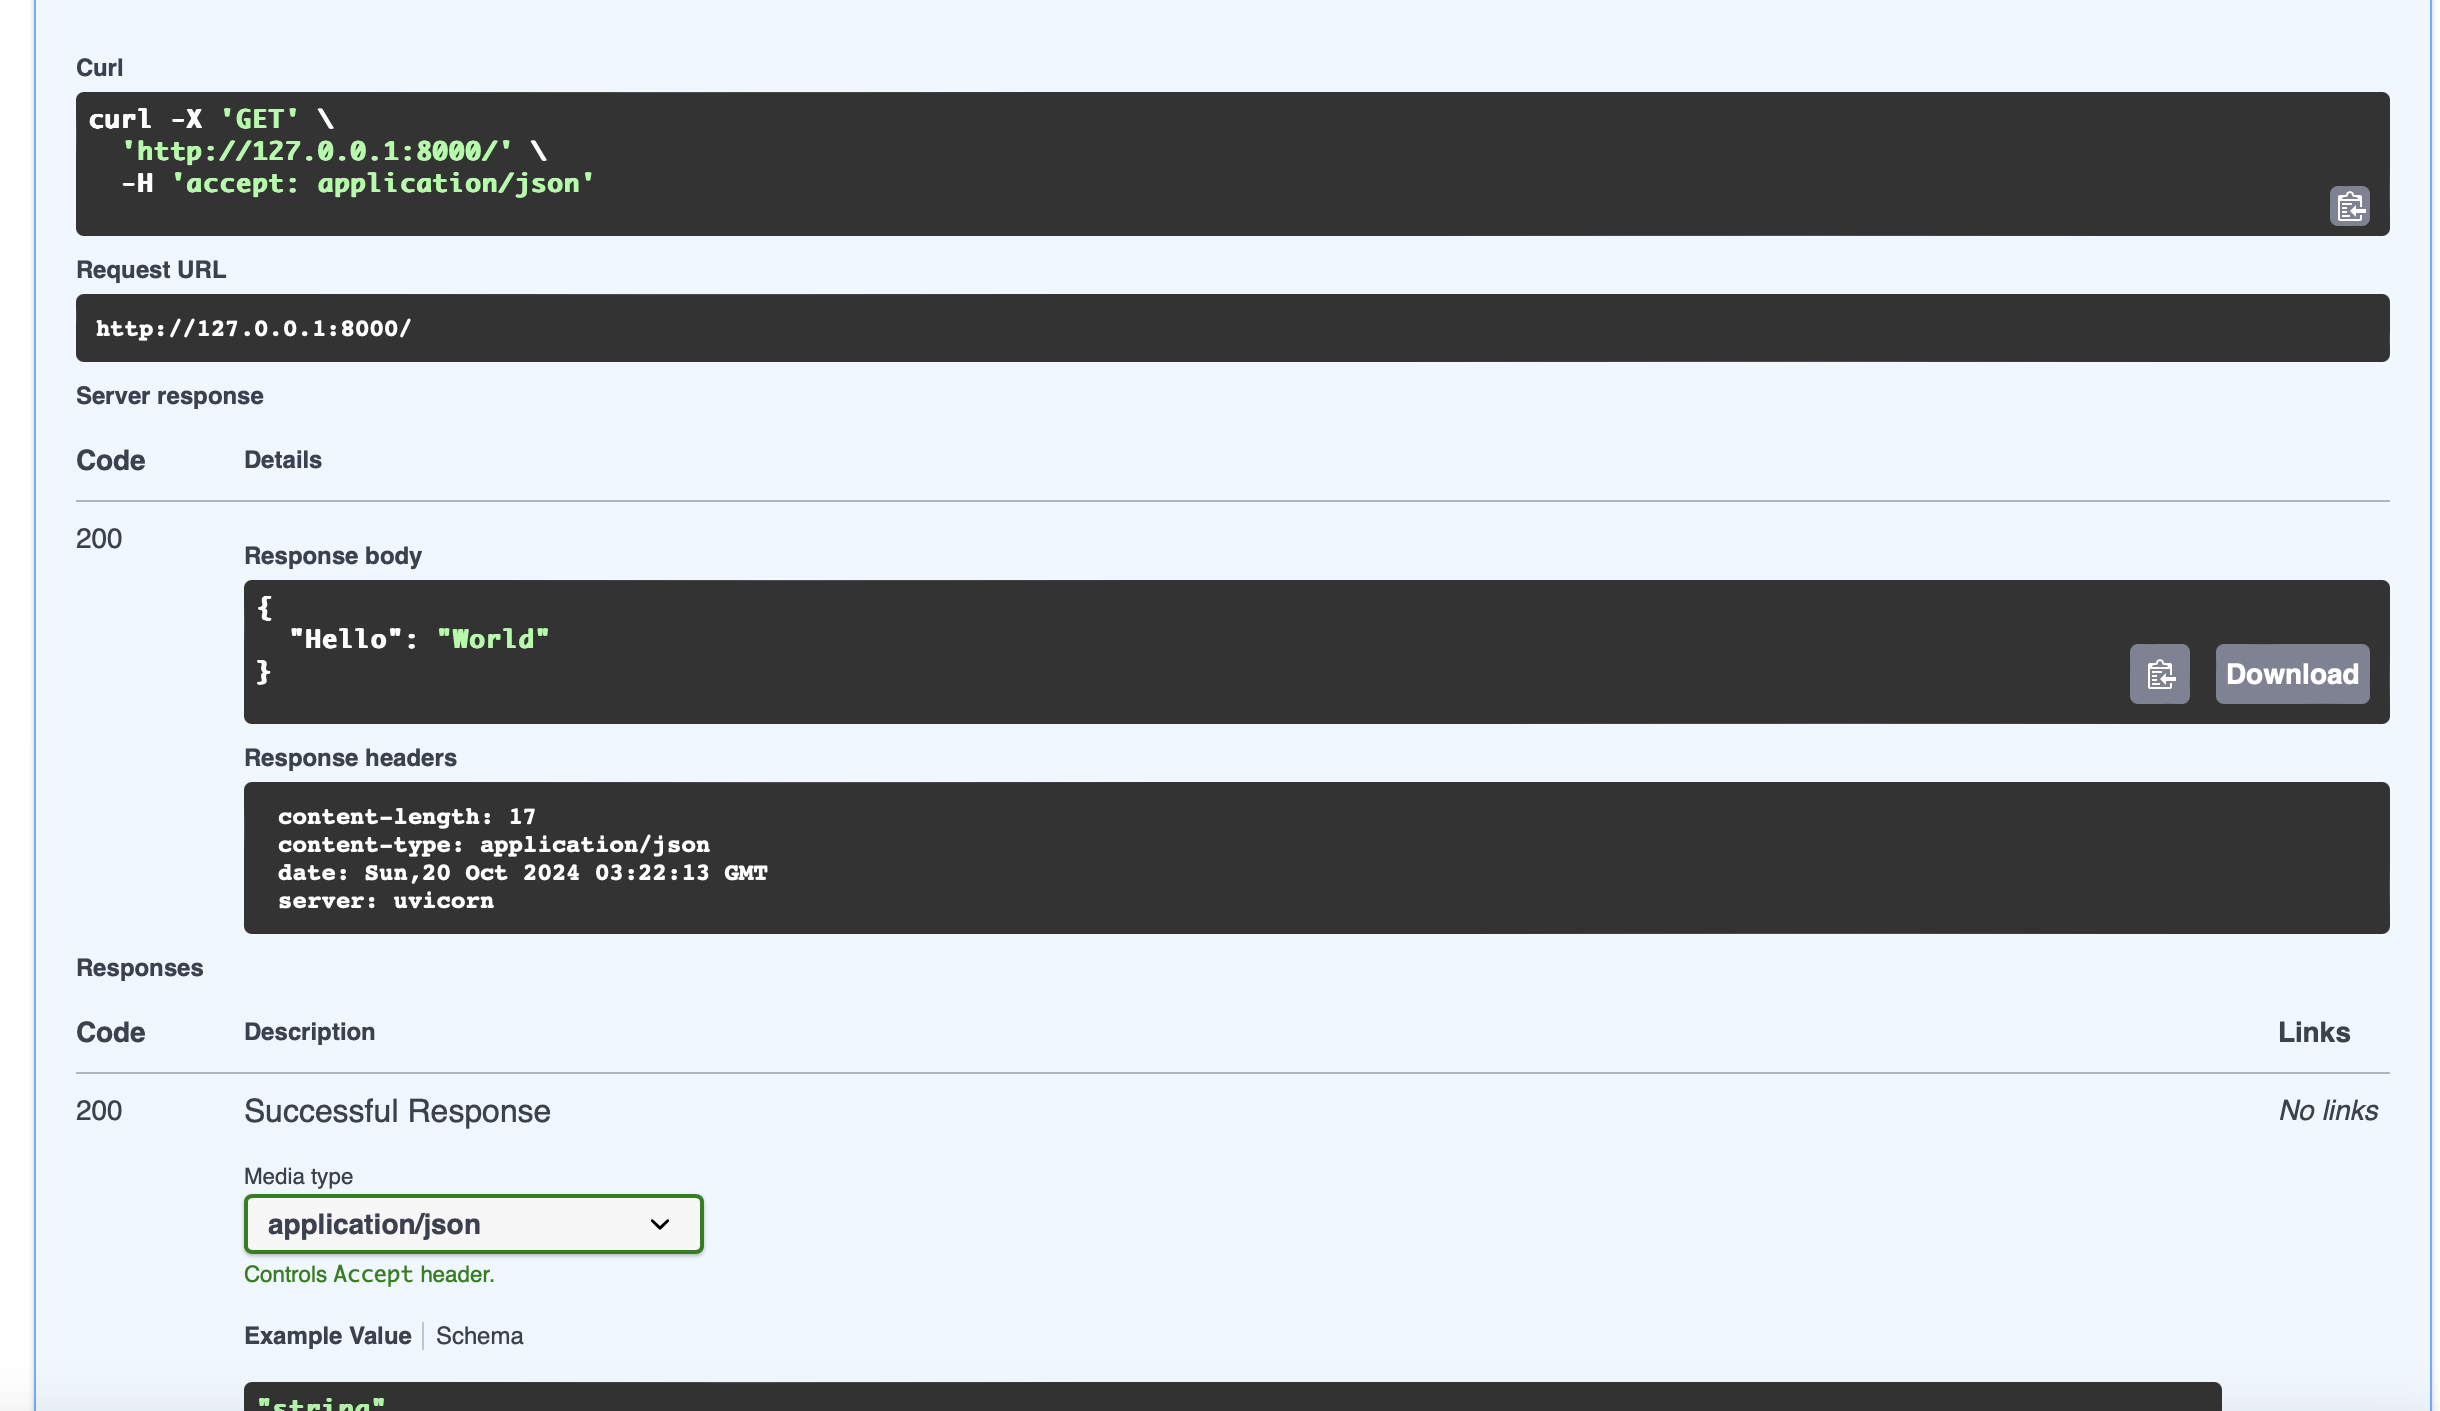 Curl
curl -X 'GET' \
'http://127.0.0.1:8000/' \
-H 'accept: application/json'
Request URL
http://127.0.0.1:8000/
Server response
Code Details
200
Response body
{
"Hello": "World"
}
Download
Response headers
content-length: 17
content-type: application/json
date: Sun,20 Oct 2024 03:22:13 GMT
server: uvicorn
Responses
Code Description Links
200 Successful Response No links
Media type
application/json
Controls Accept header.
Example Value Schema
"string"